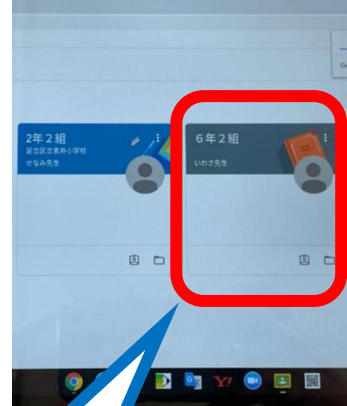 2年2組
足立区立青井小学校
せなみ先生
6年2組
いわさ先生